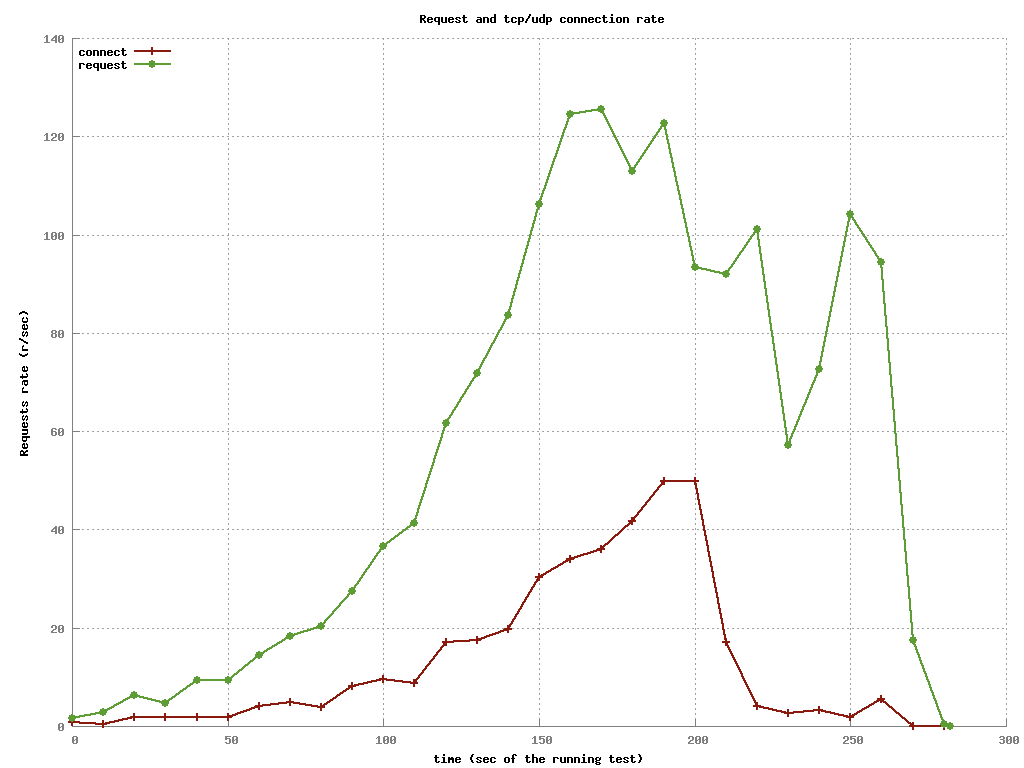 Request and tcp/udp connection rate
140
connect
request
120
100
80
Requests rate (r/sec)
60
40
20
0
0 50 100 150 200 250 300
time (sec of the running test)